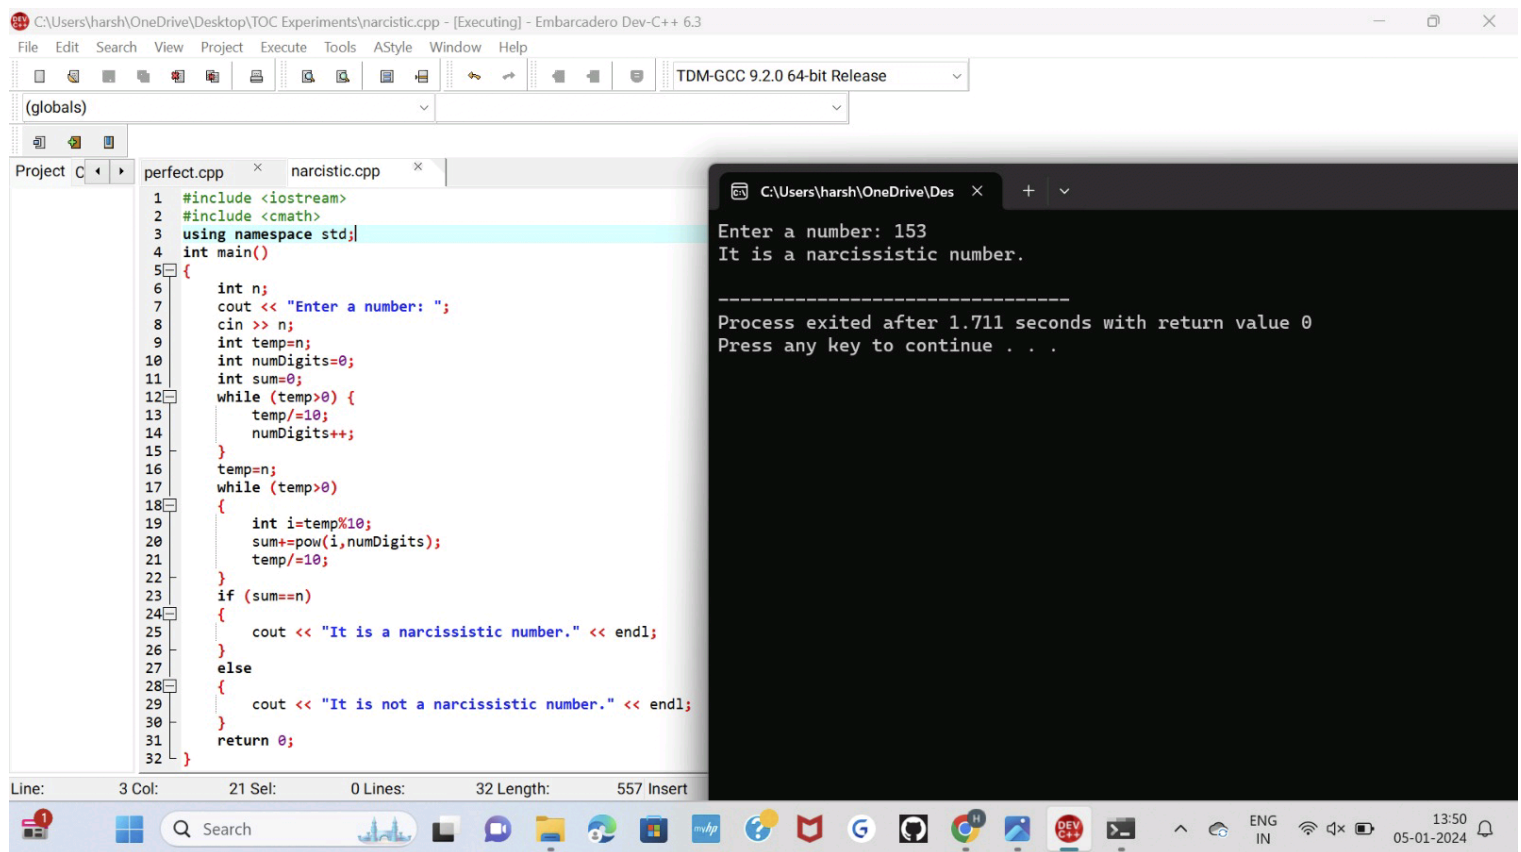 C:\Users\harsh\OneDrive\Desktop\TOC Experiments\narcistic.cpp - [Executing] - Embarcadero Dev-C++ 6.3
File Edit Search View Project Execute Tools AStyle Window Help
TDM-GCC 9.2.0 64-bit Release
(globals)
Project C
perfect.cpp narcistic.cpp
1 #include <iostream>
2 #include <cmath>
3 using namespace std;
4 int main()
5 {
6 int n;
7 cout << "Enter a number: ";
8 cin >> n;
9 int temp=n;
10 int numDigits=0;
11 int sum=0;
12 while (temp>0) {
13 temp/=10;
14 numDigits++;
15 }
16 temp=n;
17 while (temp>0)
18 {
19 int i=temp%10;
20 sum+=pow(i,numDigits);
21 temp/=10;
22 }
23 if (sum==n)
24 {
25 cout << "It is a narcissistic number." << endl;
26 }
27 else
28 {
29 cout << "It is not a narcissistic number." << endl;
30 }
31 return 0;
32 }
C:\Users\harsh\OneDrive\Des
Enter a number: 153
It is a narcissistic number.
--------------------------------
Process exited after 1.711 seconds with return value 0
Press any key to continue . . .
Line: 3 Col: 21 Sel: 0 Lines: 32 Length: 557 Insert
1
Search
myhp
G
H
DEV C++
ENG
IN
13:50
05-01-2024